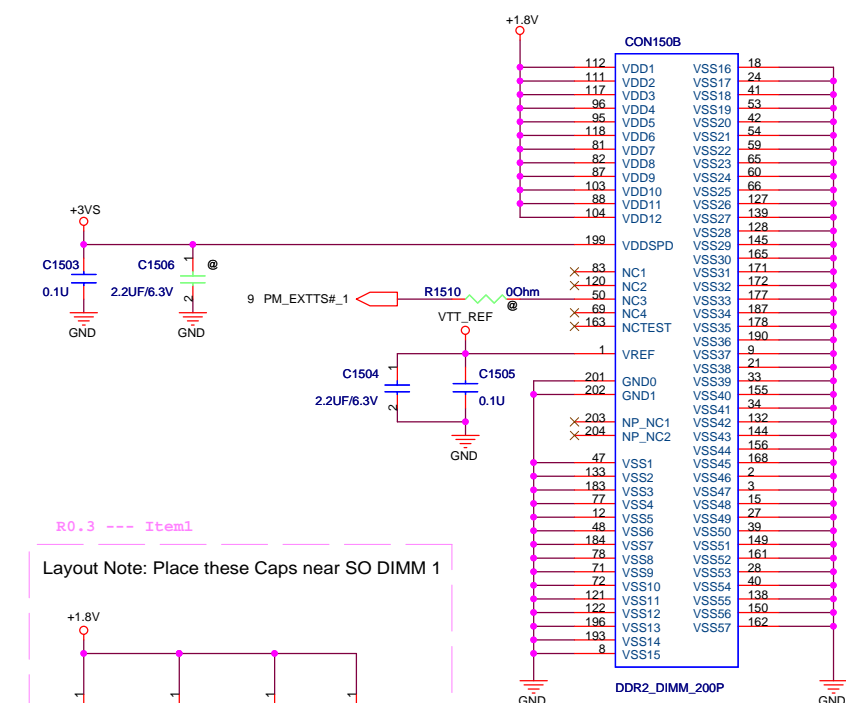 +1.8V
CON150B
112 VDD1 VSS16 18
111 VDD2 VSS17 24
117 VDD3 VSS18 41
96 VDD4 VSS19 53
95 VDD5 VSS20 42
118 VDD6 VSS21 54
81 VDD7 VSS22 59
82 VDD8 VSS23 65
87 VDD9 VSS24 60
103 VDD10 VSS25 66
88 VDD11 VSS26 127
104 VDD12 VSS27 139
VSS28 128
+3VS
199 VDDSPD VSS29 145
VSS30 165
C1503
C1506 @
1
83 NC1 VSS31 171
120 NC2 VSS32 172
0.1U
2.2UF/6.3V
2
9 PM_EXTTS#_1
R1510
0Ohm
@
50 NC3 VSS33 177
69 NC4 VSS34 187
163 NCTEST VSS35 178
VSS36 190
GND
GND
VTT_REF
1 VREF VSS37 9
VSS38 21
C1504
1
C1505
2.2UF/6.3V
2
0.1U
GND
201 GND0 VSS39 33
202 GND1 VSS40 155
VSS41 34
203 NP_NC1 VSS42 132
204 NP_NC2 VSS43 144
VSS44 156
47 VSS1 VSS45 168
133 VSS2 VSS46 2
183 VSS3 VSS47 3
77 VSS4 VSS48 15
12 VSS5 VSS49 27
48 VSS6 VSS50 39
184 VSS7 VSS51 149
78 VSS8 VSS52 161
71 VSS9 VSS53 28
72 VSS10 VSS54 40
121 VSS11 VSS55 138
122 VSS12 VSS56 150
196 VSS13 VSS57 162
193 VSS14
8 VSS15
GND
DDR2_DIMM_200P
GND
R0.3 --- Item1
Layout Note: Place these Caps near SO DIMM 1
+1.8V
1
1
1
1